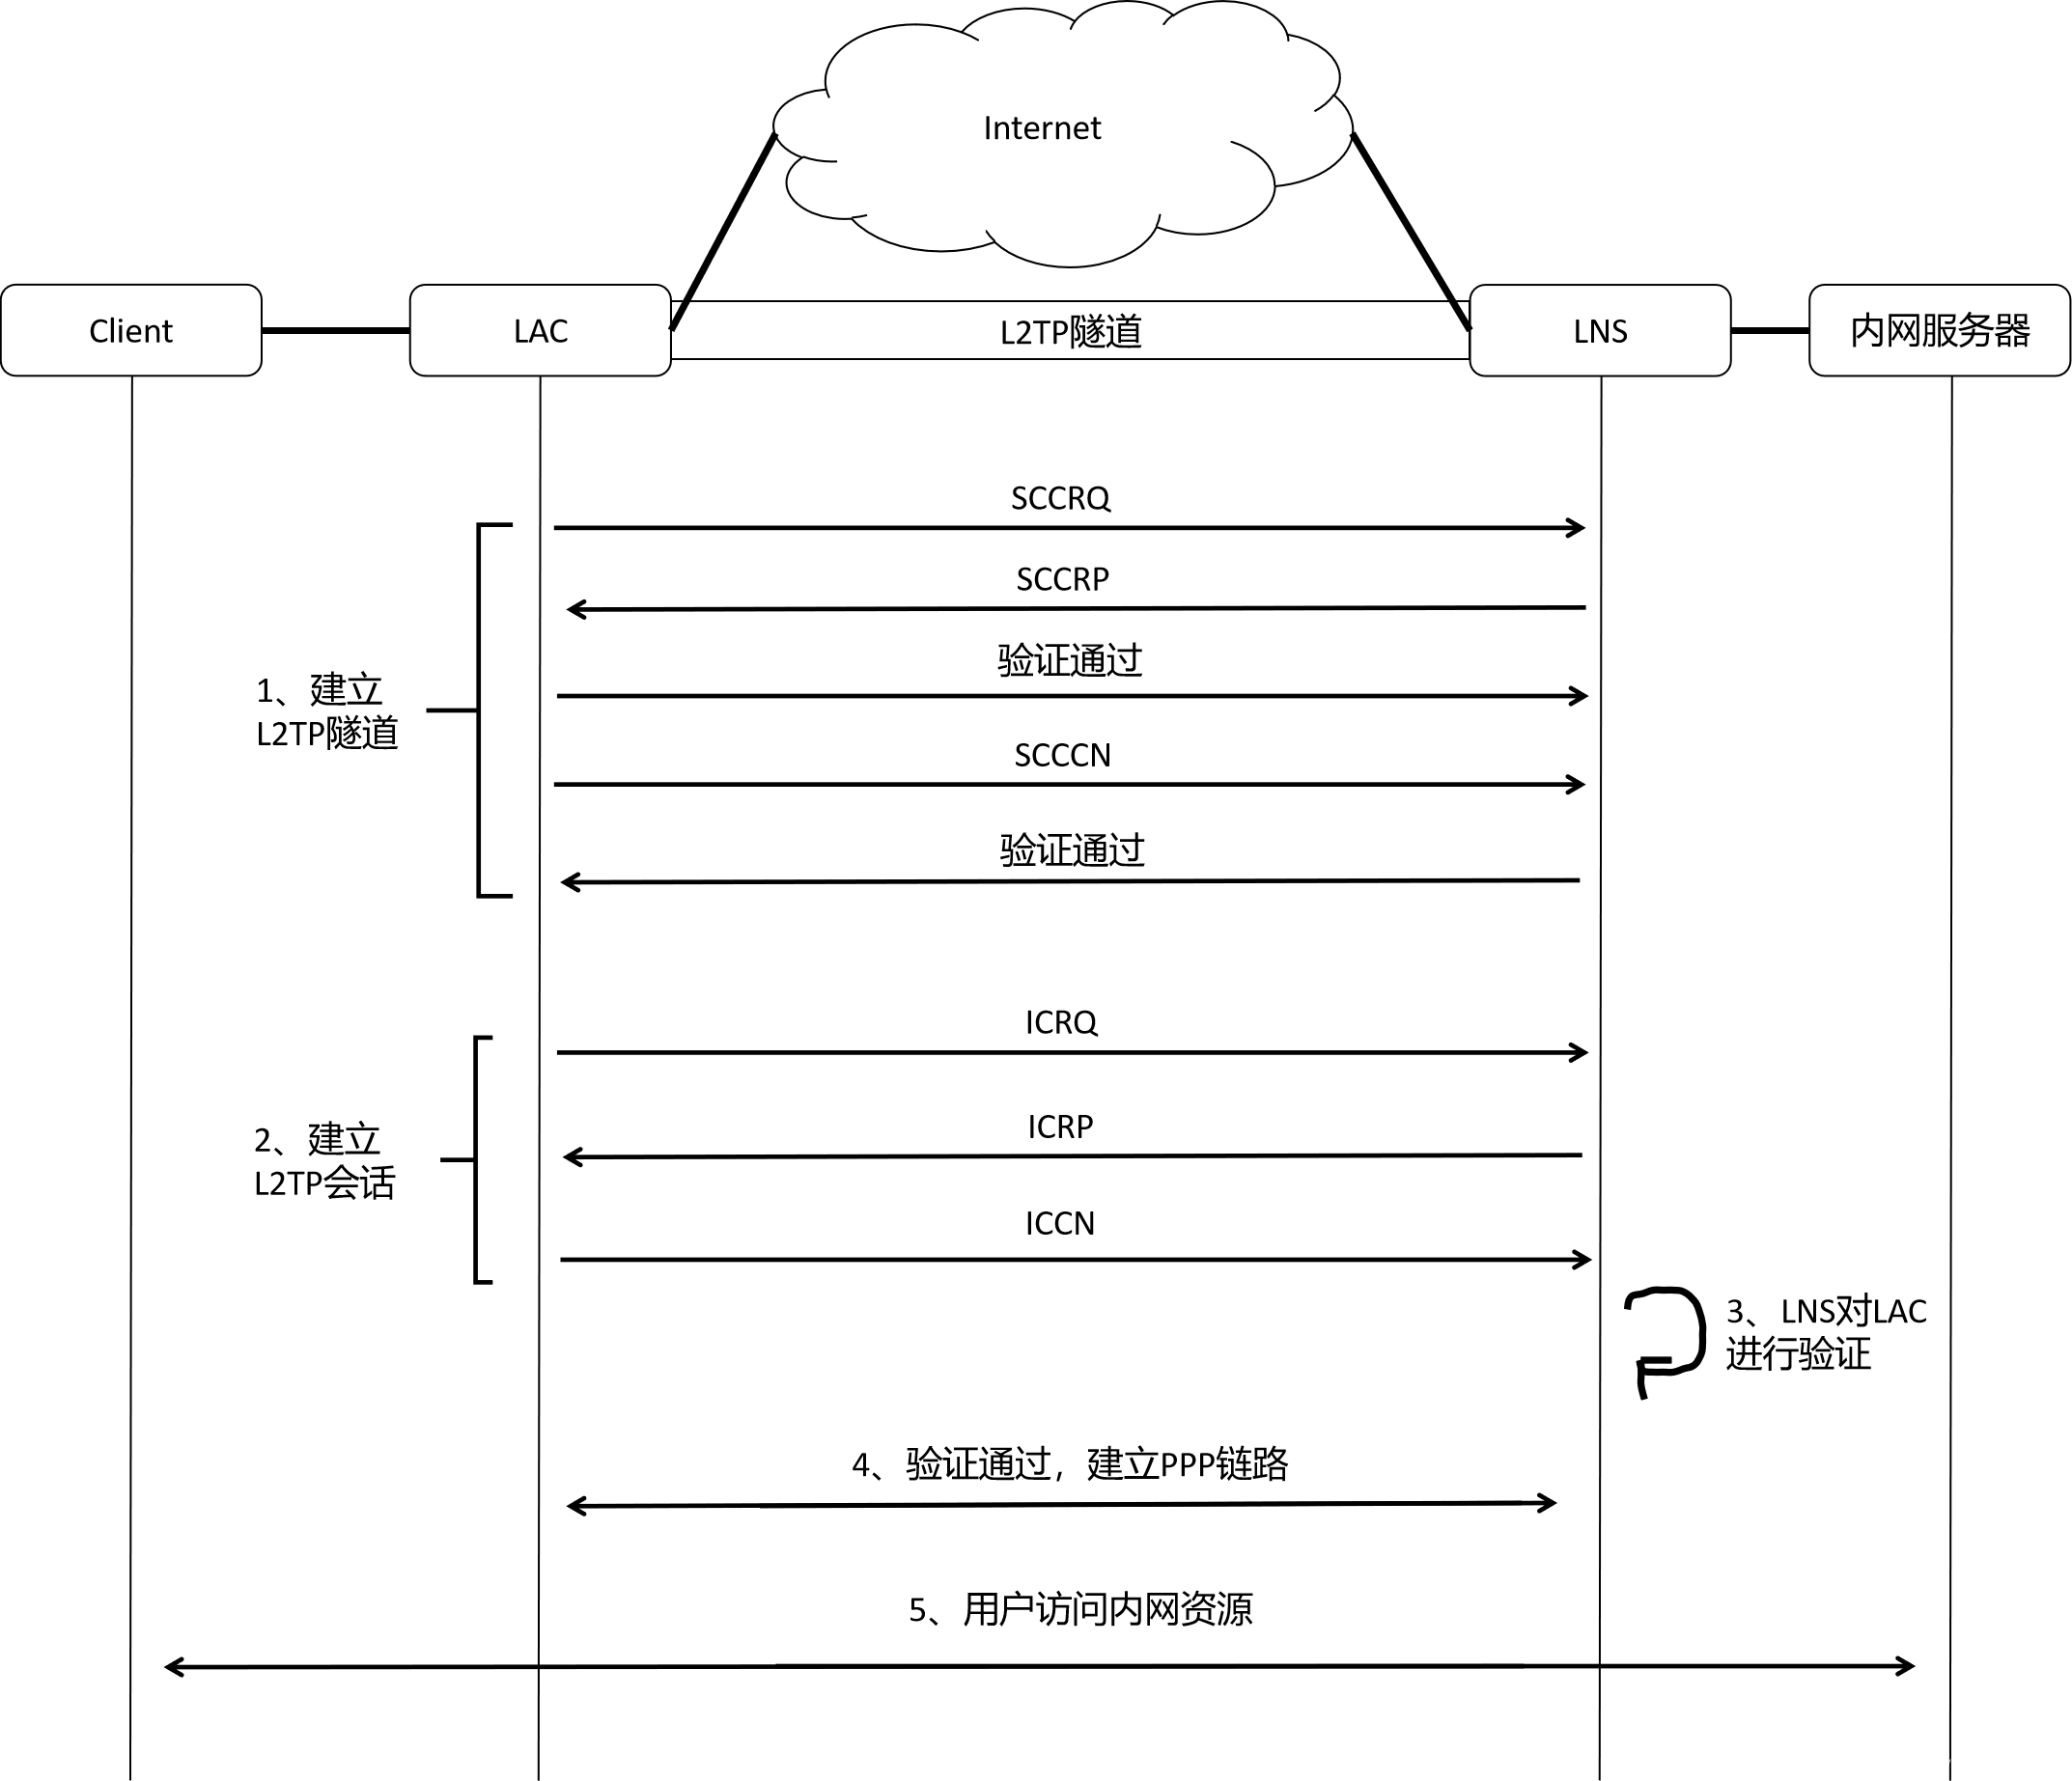 Internet
Client
LAC
L2TP隧道
LNS
内网服务器
SCCRQ
SCCRP
验证通过
1、建立
L2TP隧道
SCCCN
验证通过
ICRQ
ICRP
2、建立
L2TP会话
ICCN
3、LNS对LAC
进行验证
4、验证通过，建立PPP链路
5、用户访问内网资源